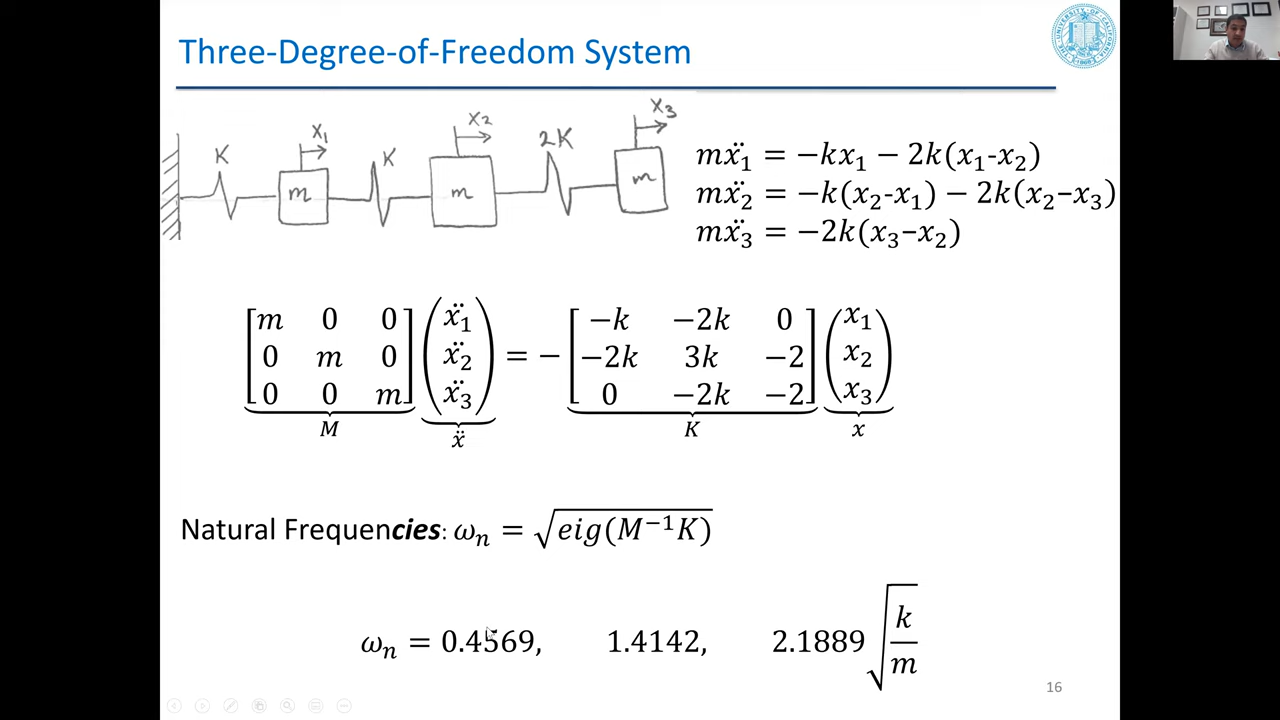 Three-Degree-of-Freedom System
K m x₁ K m x₂ 2K m x₃
mẍ₁ = −kx₁ − 2k(x₁-x₂)
mẍ₂ = −k(x₂-x₁) − 2k(x₂−x₃)
mẍ₃ = −2k(x₃−x₂)
[m 0 0] (ẍ₁) = − [−k −2k 0] (x₁)
[0 m 0] (ẍ₂) [−2k 3k −2] (x₂)
[0 0 m] (ẍ₃) [0 −2k −2] (x₃)
M ẍ K x
Natural Frequencies: ωₙ = √eig(M⁻¹K)
ωₙ = 0.4569, 1.4142, 2.1889 √(k/m)
16